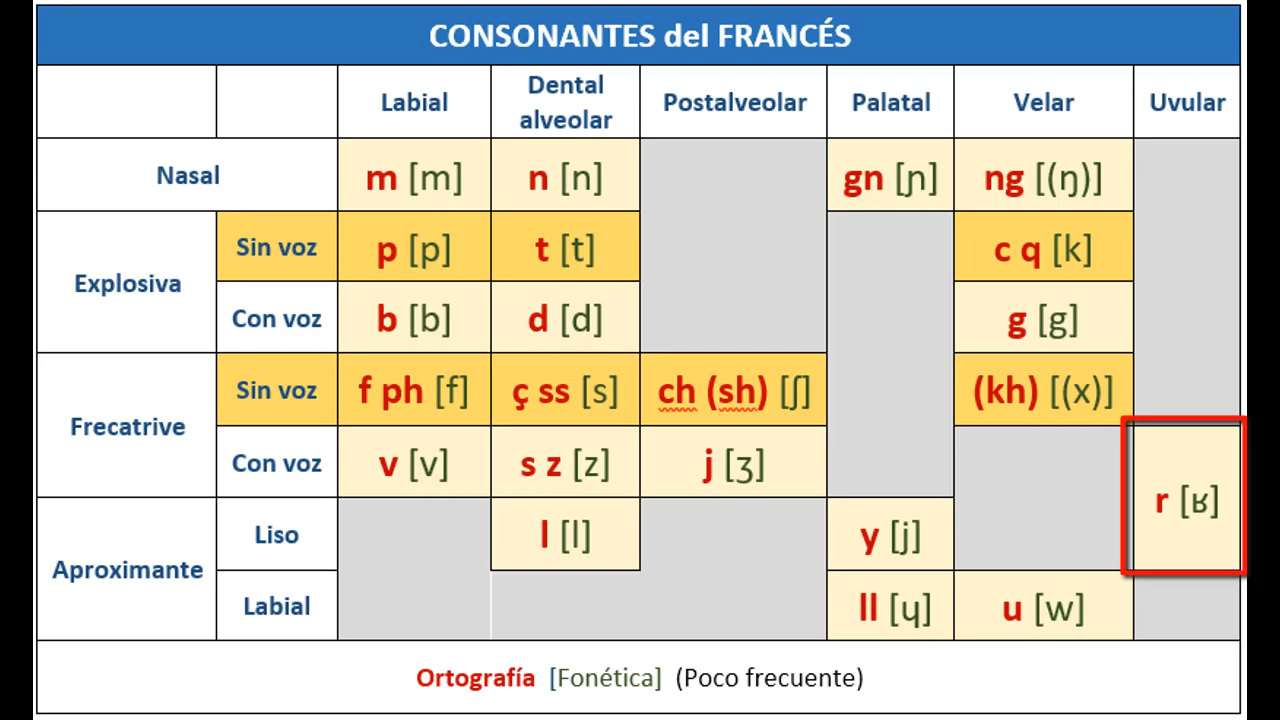 CONSONANTES del FRANCÉS
Labial Dental alveolar Postalveolar Palatal Velar Uvular
Nasal m [m] n [n] gn [ɲ] ng [(ŋ)]
Explosiva
Sin voz p [p] t [t] c q [k]
Con voz b [b] d [d] g [g]
Frecatrive
Sin voz f ph [f] ç ss [s] ch (sh) [ʃ] (kh) [(x)]
Con voz v [v] s z [z] j [ʒ]
r [ʁ]
Aproximante
Liso l [l] y [j]
Labial ll [ɥ] u [w]
Ortografía [Fonética] (Poco frecuente)